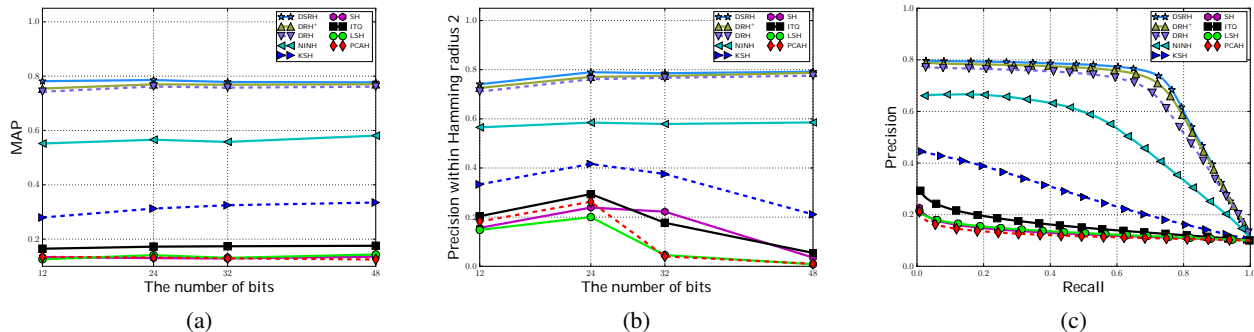 MAP
1.0
0.8
0.6
0.4
0.2
12
24
32
48
The number of bits
DSRH
DRH⁺
DRH
NINH
KSH
SH
ITQ
LSH
PCAH
(a)
Precision within Hamming radius 2
1.0
0.8
0.6
0.4
0.2
0.0
12
24
32
48
The number of bits
DSRH
DRH⁺
DRH
NINH
KSH
SH
ITQ
LSH
PCAH
(b)
Precision
1.0
0.8
0.6
0.4
0.2
0.0
0.0
0.2
0.4
0.6
0.8
1.0
Recall
DSRH
DRH⁺
DRH
NINH
KSH
SH
ITQ
LSH
PCAH
(c)